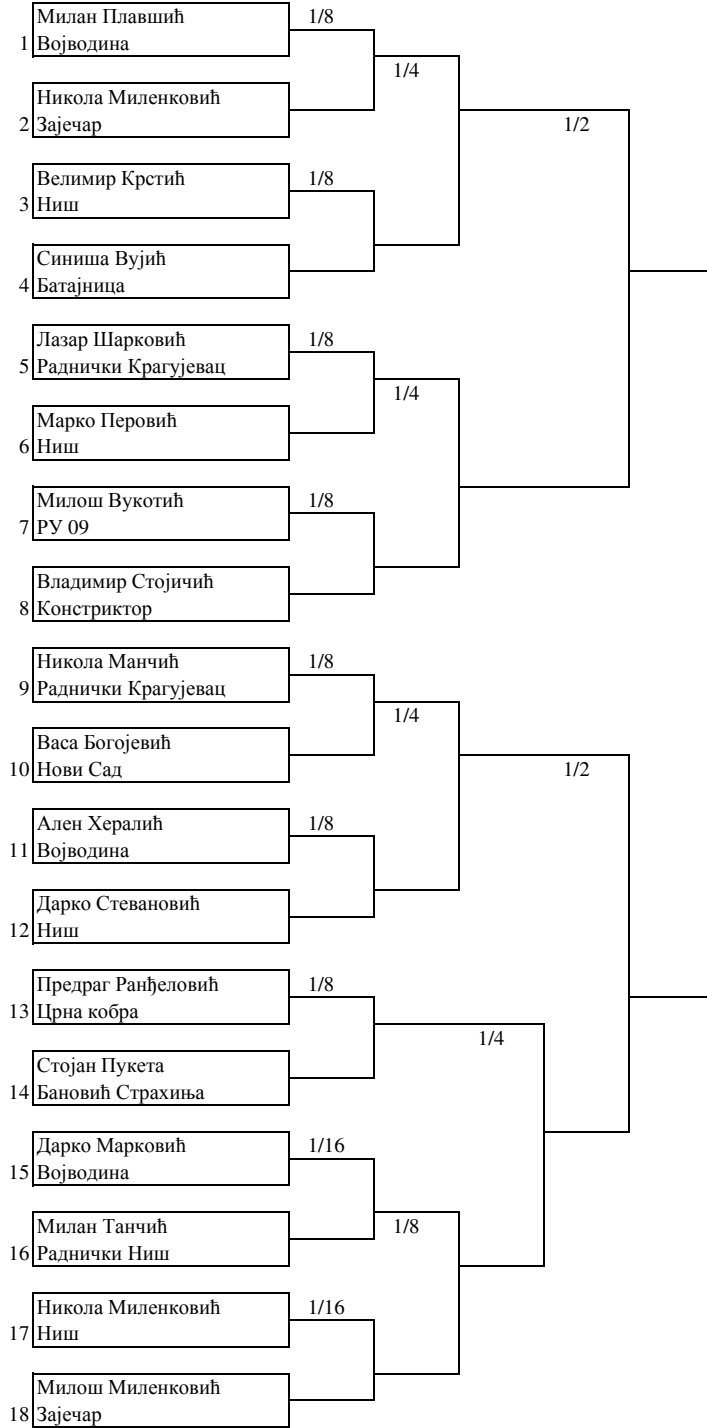 Милан Плавшић
1/8
1 Војводина
1/4
Никола Миленковић
2 Зајечар
1/2
Велимир Крстић
1/8
3 Ниш
Синиша Вујић
4 Батајница
Лазар Шарковић
1/8
5 Раднички Крагујевац
1/4
Марко Перовић
6 Ниш
Милош Вукотић
1/8
7 РУ 09
Владимир Стојичић
8 Констриктор
Никола Манчић
1/8
9 Раднички Крагујевац
1/4
Васа Богојевић
10 Нови Сад
1/2
Ален Хералић
1/8
11 Војводина
Дарко Стевановић
12 Ниш
Предраг Ранђеловић
1/8
13 Црна кобра
1/4
Стојан Пукета
14 Бановић Страхиња
Дарко Марковић
1/16
15 Војводина
Милан Танчић
1/8
16 Раднички Ниш
Никола Миленковић
1/16
17 Ниш
Милош Миленковић
18 Зајечар